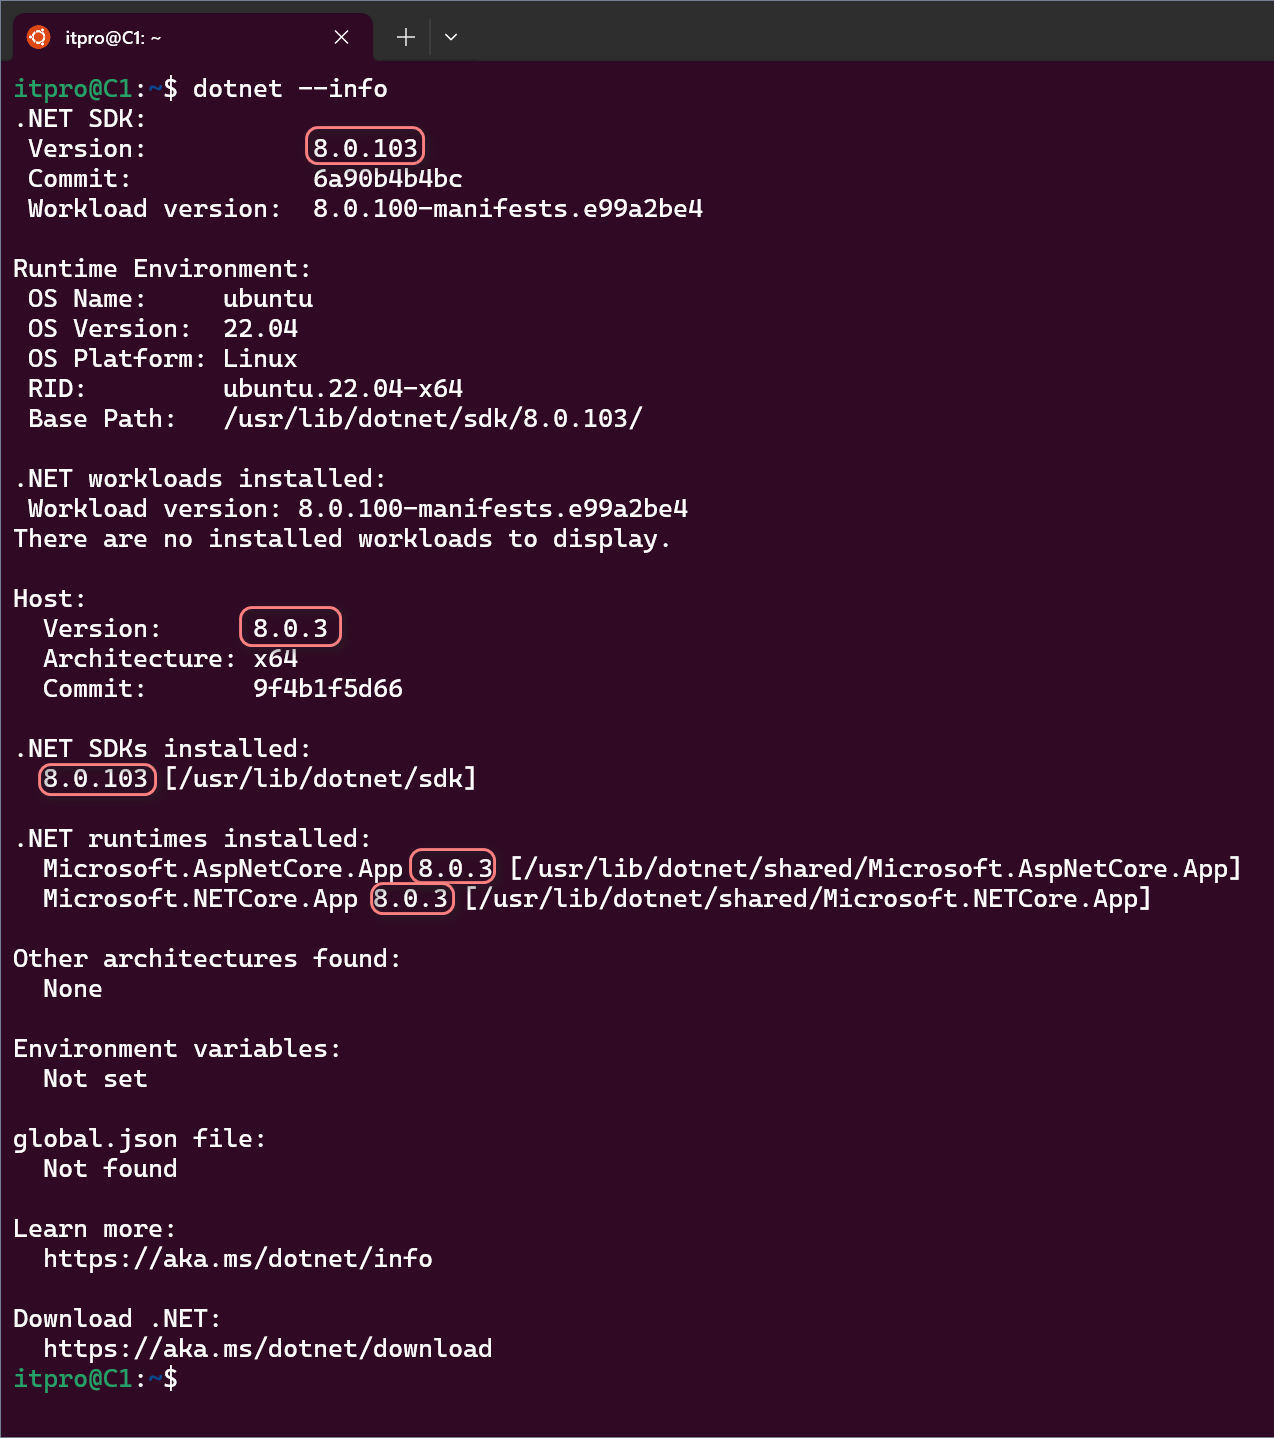 itpro@C1: ~
itpro@C1:~$ dotnet --info
.NET SDK:
 Version:           8.0.103
 Commit:            6a90b4b4bc
 Workload version:  8.0.100-manifests.e99a2be4

Runtime Environment:
 OS Name:     ubuntu
 OS Version:  22.04
 OS Platform: Linux
 RID:         ubuntu.22.04-x64
 Base Path:   /usr/lib/dotnet/sdk/8.0.103/

.NET workloads installed:
 Workload version: 8.0.100-manifests.e99a2be4
There are no installed workloads to display.

Host:
  Version:      8.0.3
  Architecture: x64
  Commit:       9f4b1f5d66

.NET SDKs installed:
  8.0.103 [/usr/lib/dotnet/sdk]

.NET runtimes installed:
  Microsoft.AspNetCore.App 8.0.3 [/usr/lib/dotnet/shared/Microsoft.AspNetCore.App]
  Microsoft.NETCore.App 8.0.3 [/usr/lib/dotnet/shared/Microsoft.NETCore.App]

Other architectures found:
  None

Environment variables:
  Not set

global.json file:
  Not found

Learn more:
  https://aka.ms/dotnet/info

Download .NET:
  https://aka.ms/dotnet/download
itpro@C1:~$